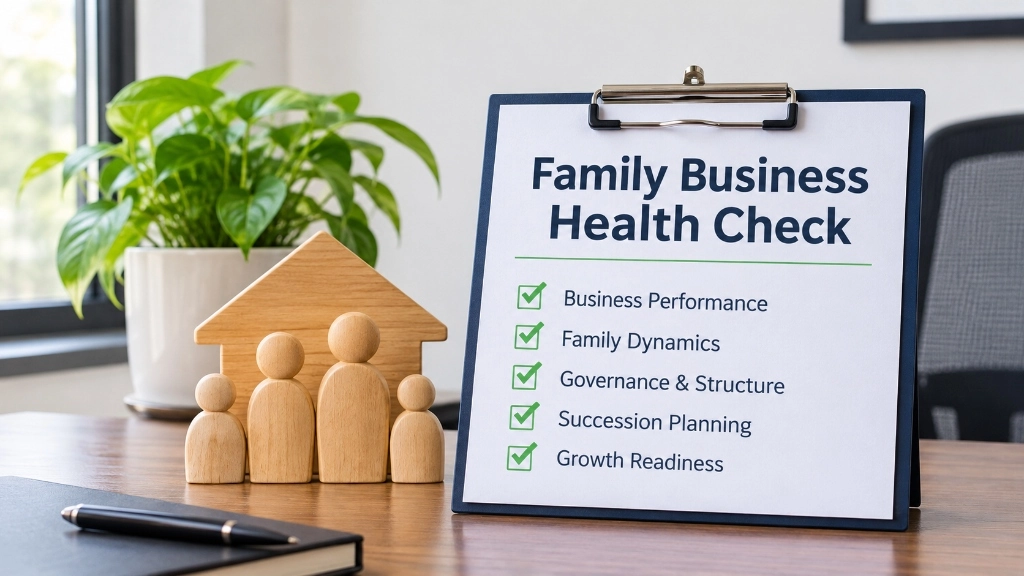 Family Business
Health Check
Business Performance
Family Dynamics
Governance & Structure
Succession Planning
Growth Readiness